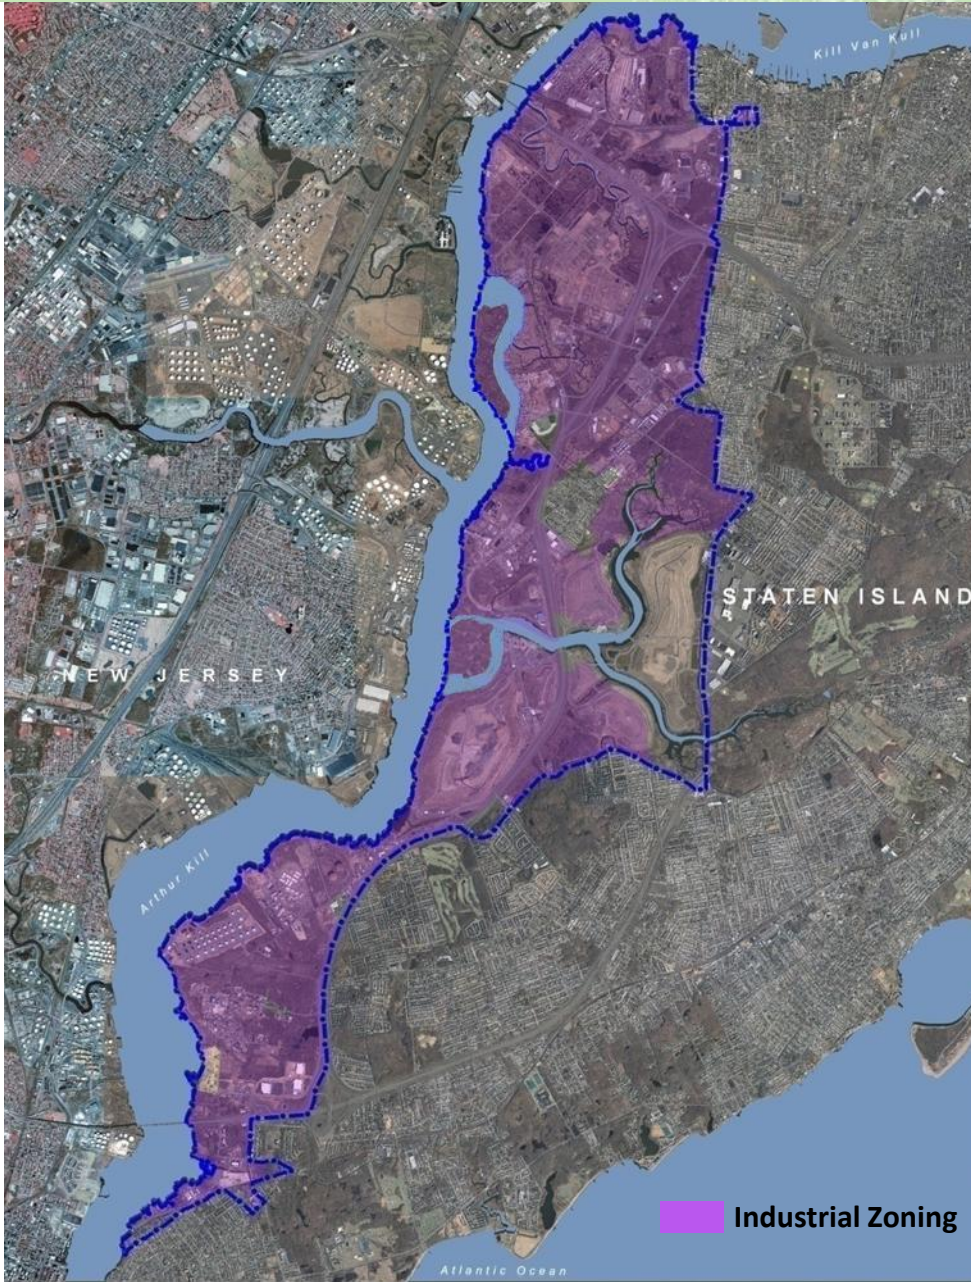 Kill Van Kull
STATEN ISLAND
NEW JERSEY
Arthur Kill
Industrial Zoning
Atlantic Ocean